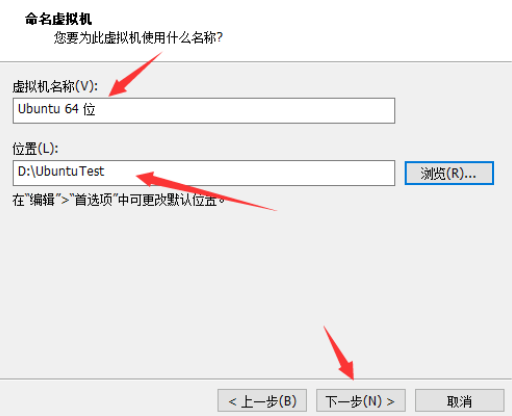 命名虚拟机
您要为此虚拟机使用什么名称?
虚拟机名称(V):
Ubuntu 64 位
位置(L):
D:\UbuntuTest
浏览(R)...
在"编辑">"首选项"中可更改默认位置。
< 上一步(B)
下一步(N) >
取消